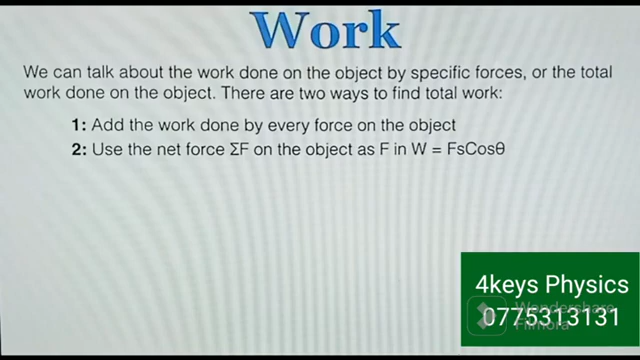 Work
We can talk about the work done on the object by specific forces, or the total
work done on the object. There are two ways to find total work:
1: Add the work done by every force on the object
2: Use the net force ΣF on the object as F in W = FsCosθ
4keys Physics
0775313131
Wondershare
Filmora